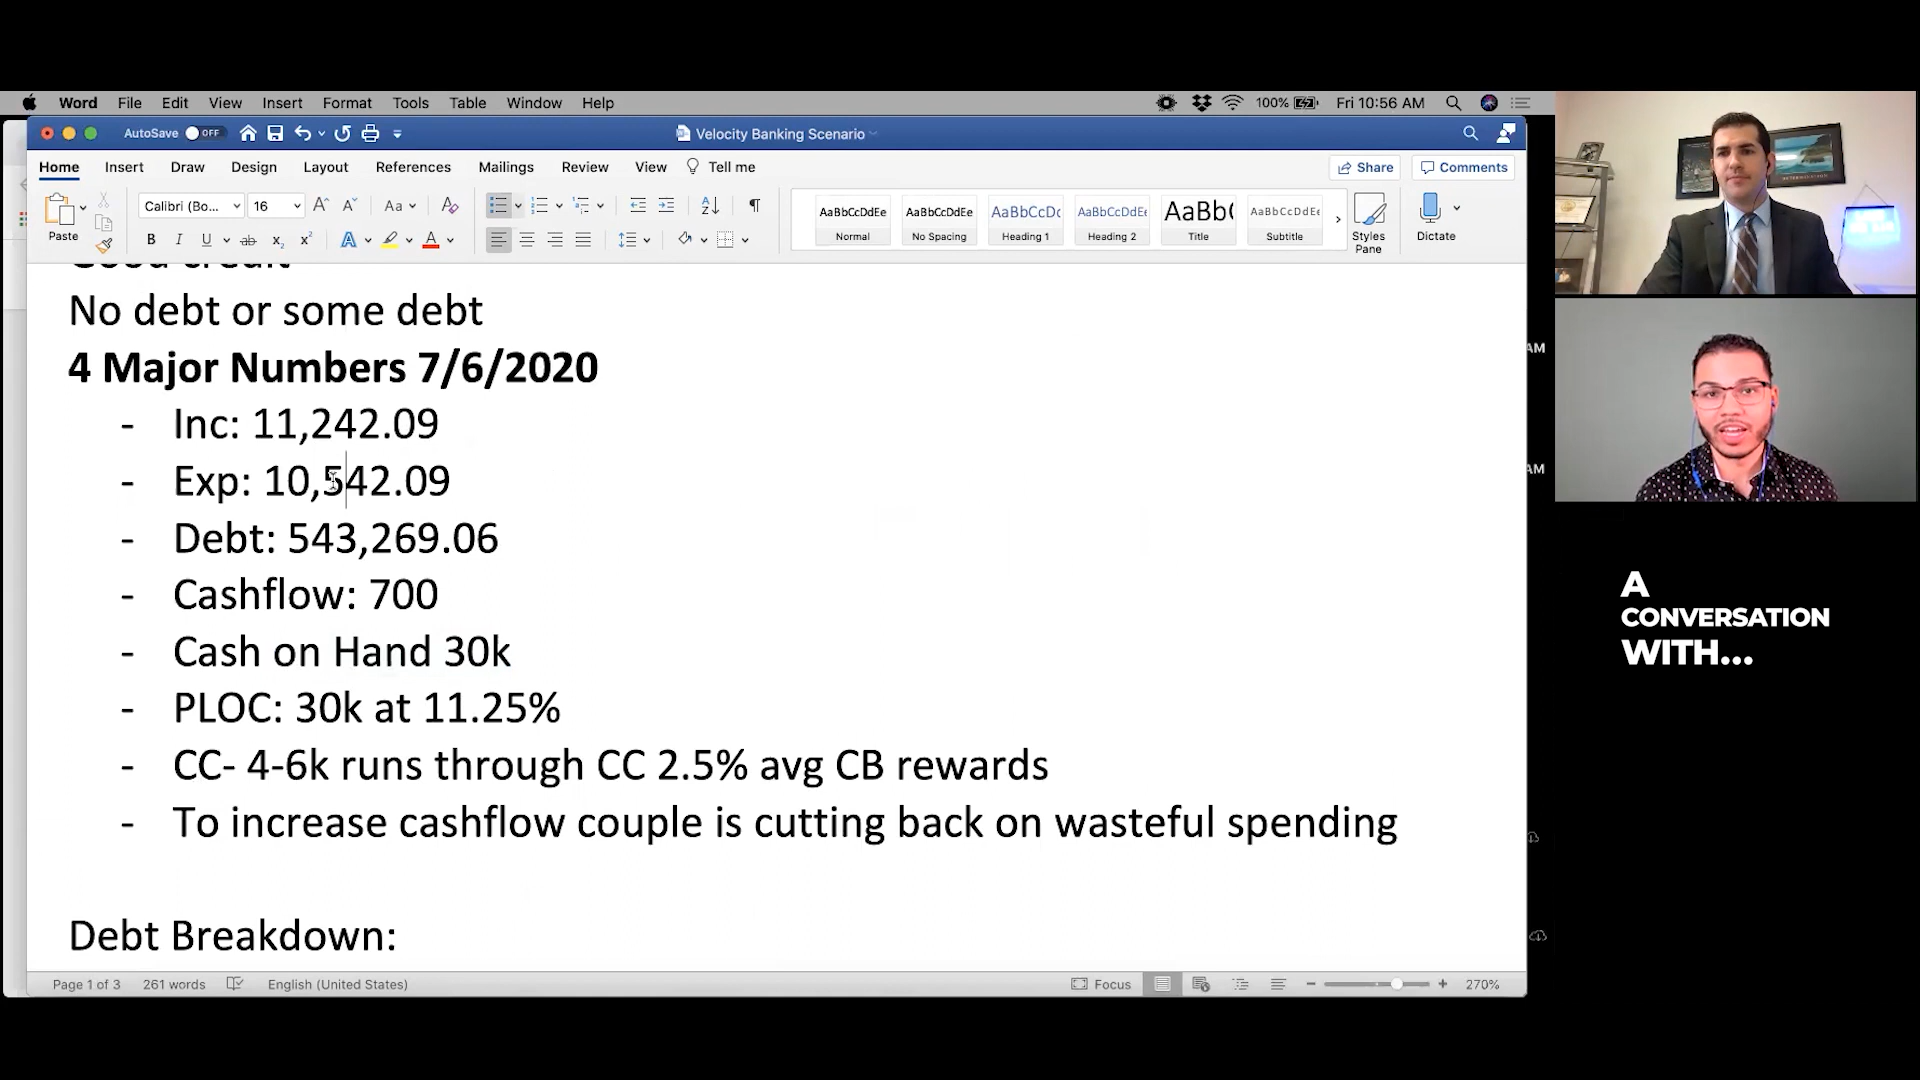 Word File Edit View Insert Format Tools Table Window Help 100% Fri 10:56 AM
AutoSave OFF Velocity Banking Scenario
Home Insert Draw Design Layout References Mailings Review View Tell me Share Comments
Calibri (Bo... 16 Aa
AaBbCcDdEe AaBbCcDdEe AaBbCcDc AaBbCcDdEe AaBb( AaBbCcDdEe
Paste Normal No Spacing Heading 1 Heading 2 Title Subtitle Styles Pane Dictate
Good credit
No debt or some debt
4 Major Numbers 7/6/2020
- Inc: 11,242.09
- Exp: 10,542.09
- Debt: 543,269.06
- Cashflow: 700
- Cash on Hand 30k
- PLOC: 30k at 11.25%
- CC- 4-6k runs through CC 2.5% avg CB rewards
- To increase cashflow couple is cutting back on wasteful spending
Debt Breakdown:
Page 1 of 3 261 words English (United States) Focus 270%
AM
AM
A
CONVERSATION
WITH...